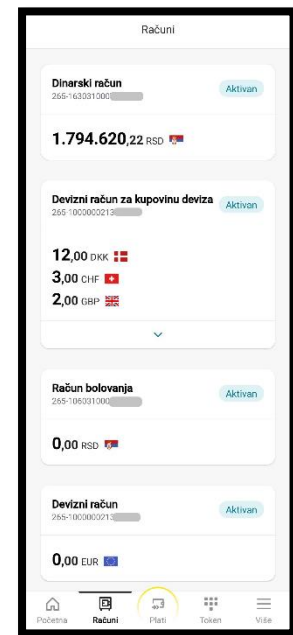 Računi
Dinarski račun
Aktivan
265-163031000
1.794.620,22 RSD
Devizni račun za kupovinu deviza
Aktivan
265-1000000213
12,00 DKK
3,00 CHF
2,00 GBP
Račun bolovanja
Aktivan
265-106031000
0,00 RSD
Devizni račun
Aktivan
265-1000000213
0,00 EUR
Početna
Računi
Plati
Token
Više